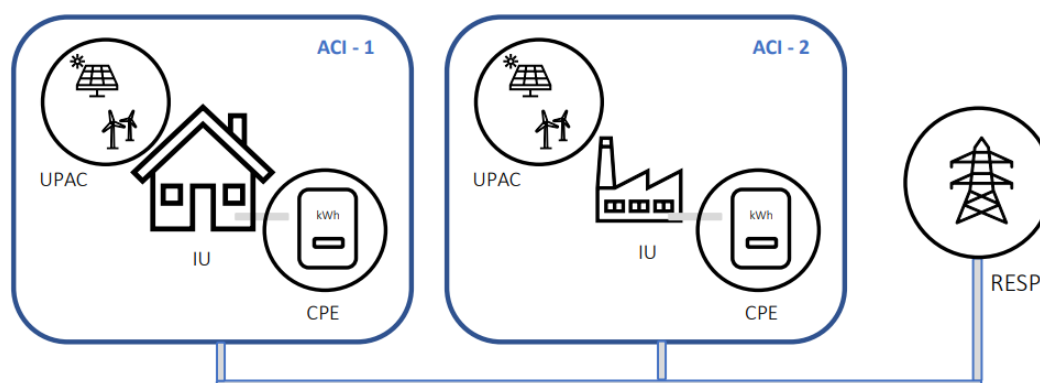 ACI - 1
UPAC
IU
kWh
CPE
ACI - 2
UPAC
IU
kWh
CPE
RESP